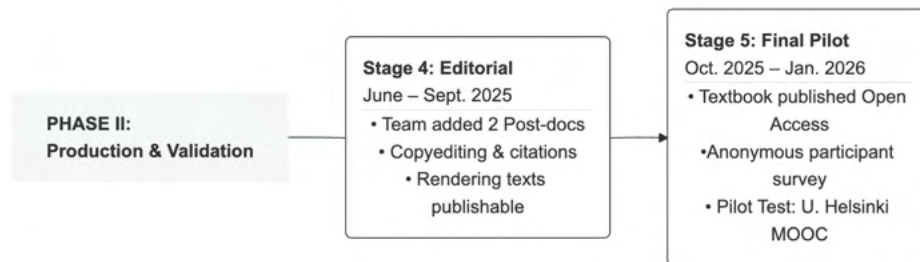 PHASE II:
Production & Validation
Stage 4: Editorial
June – Sept. 2025
• Team added 2 Post-docs
• Copyediting & citations
• Rendering texts
publishable
Stage 5: Final Pilot
Oct. 2025 – Jan. 2026
• Textbook published Open
Access
•Anonymous participant
survey
• Pilot Test: U. Helsinki
MOOC